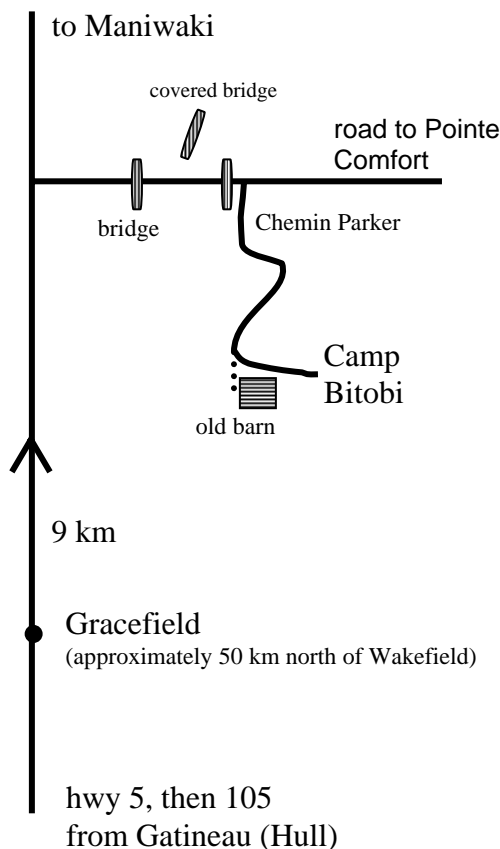 to Maniwaki
covered bridge
road to Pointe
Comfort
bridge
Chemin Parker
Camp
Bitobi
old barn
9 km
Gracefield
(approximately 50 km north of Wakefield)
hwy 5, then 105
from Gatineau (Hull)